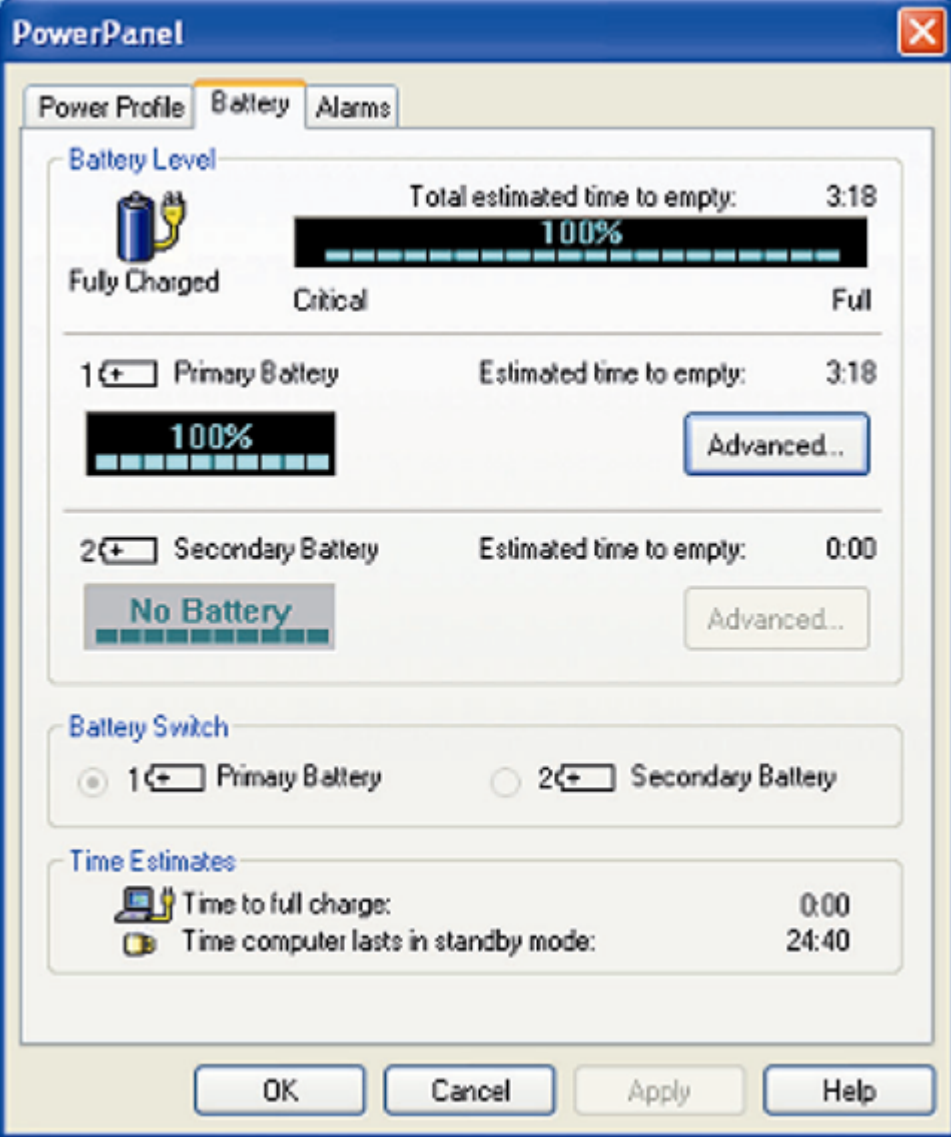 PowerPanel
Power Profile Battery Alarms
Battery Level
Total estimated time to empty: 3:18
100%
Fully Charged
Critical Full
1 Primary Battery Estimated time to empty: 3:18
100%
Advanced...
2 Secondary Battery Estimated time to empty: 0:00
No Battery
Advanced...
Battery Switch
1 Primary Battery 2 Secondary Battery
Time Estimates
Time to full charge: 0:00
Time computer lasts in standby mode: 24:40
OK Cancel Apply Help